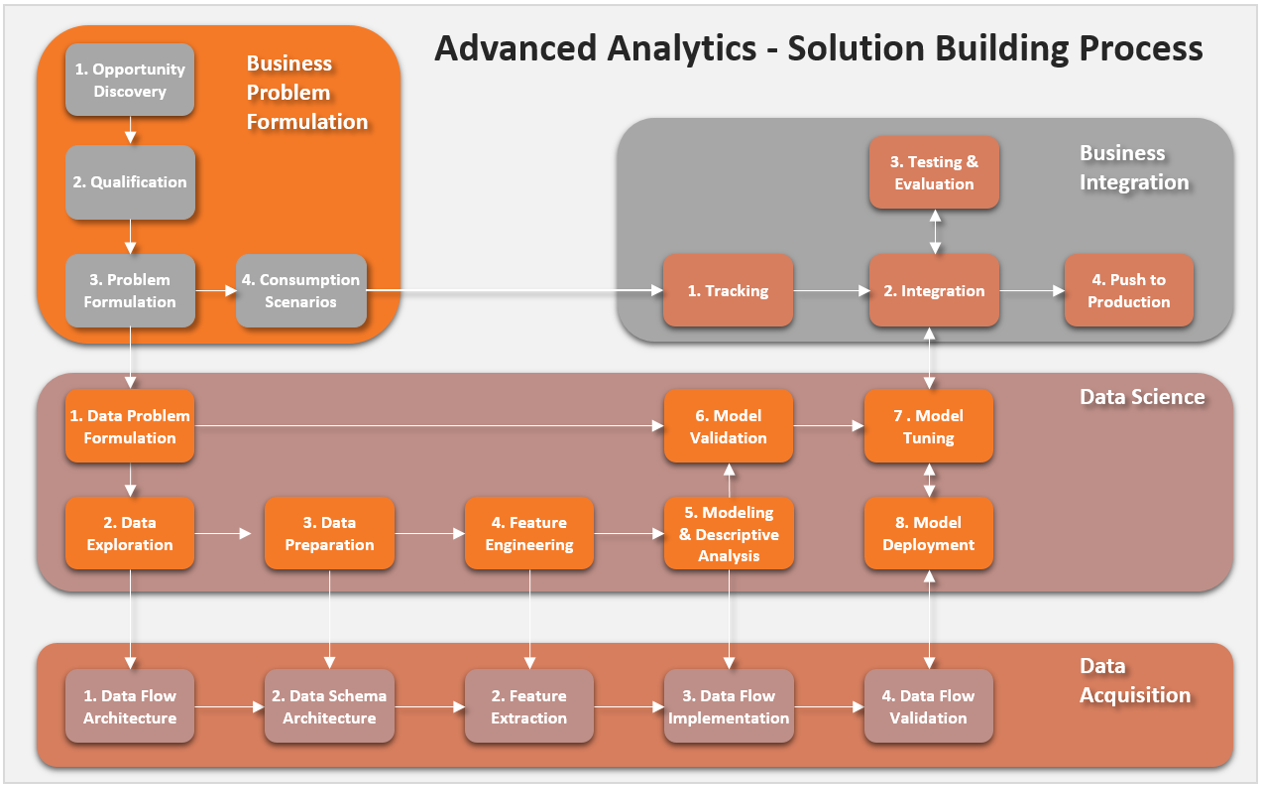 Advanced Analytics - Solution Building Process
Business
Problem
Formulation
1. Opportunity
Discovery
2. Qualification
3. Problem
Formulation
4. Consumption
Scenarios
Business
Integration
3. Testing &
Evaluation
1. Tracking
2. Integration
4. Push to
Production
Data Science
1. Data Problem
Formulation
6. Model
Validation
7 . Model
Tuning
2. Data
Exploration
3. Data
Preparation
4. Feature
Engineering
5. Modeling
& Descriptive
Analysis
8. Model
Deployment
Data
Acquisition
1. Data Flow
Architecture
2. Data Schema
Architecture
2. Feature
Extraction
3. Data Flow
Implementation
4. Data Flow
Validation